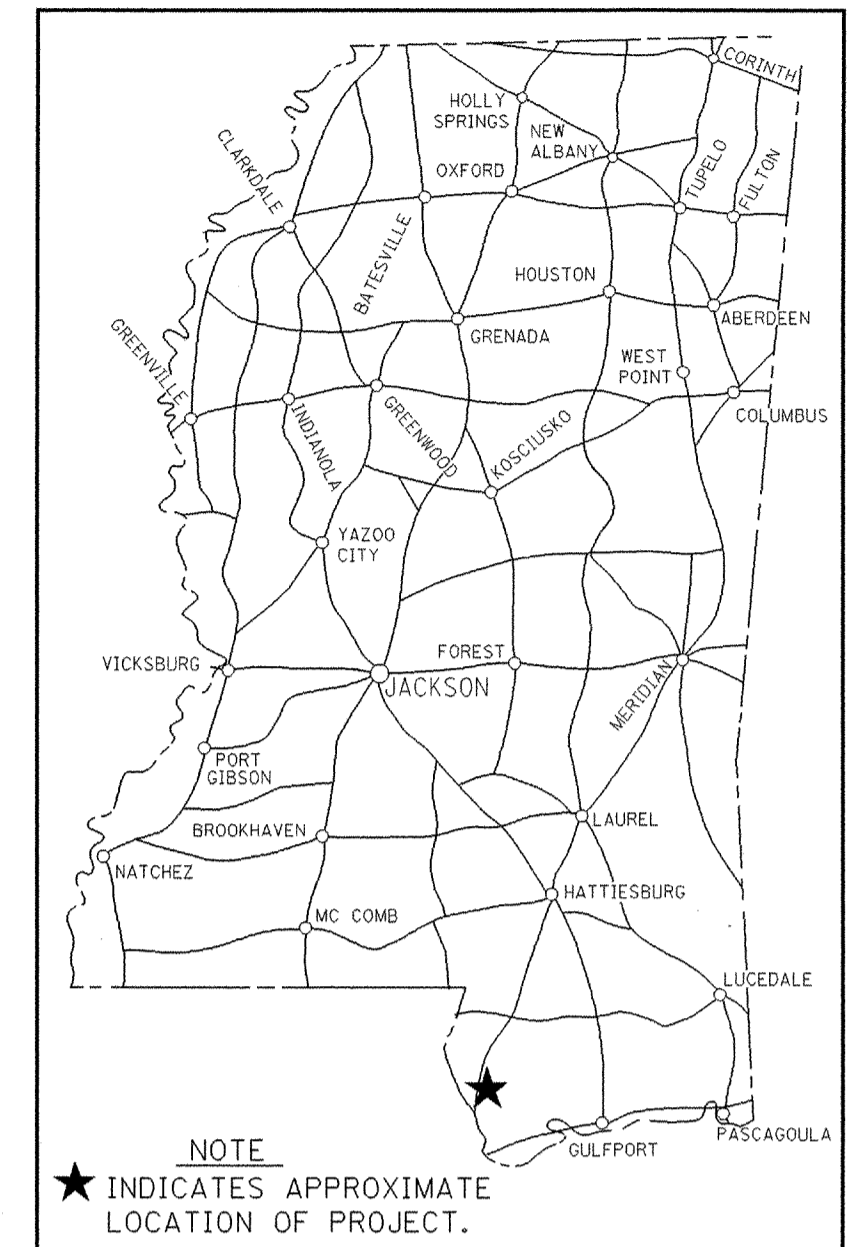 CORINTH
HOLLY
SPRINGS
NEW
ALBANY
CLARKDALE
OXFORD
TUPELO
FULTON
BATESVILLE
HOUSTON
ABERDEEN
GRENADA
GREENVILLE
WEST
POINT
COLUMBUS
INDIANOLA
GREENWOOD
KOSCIUSKO
YAZOO
CITY
VICKSBURG
FOREST
JACKSON
MERIDIAN
PORT
GIBSON
BROOKHAVEN
LAUREL
NATCHEZ
HATTIESBURG
MC COMB
LUCEDALE
PASCAGOULA
GULFPORT
NOTE
INDICATES APPROXIMATE
LOCATION OF PROJECT.